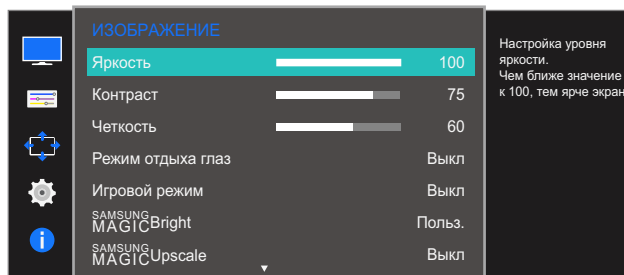 ИЗОБРАЖЕНИЕ
Яркость 100
Контраст 75
Четкость 60
Режим отдыха глаз Выкл
Игровой режим Выкл
SAMSUNG MAGIC Bright Польз.
SAMSUNG MAGIC Upscale Выкл
Настройка уровня
яркости.
Чем ближе значение
к 100, тем ярче экран